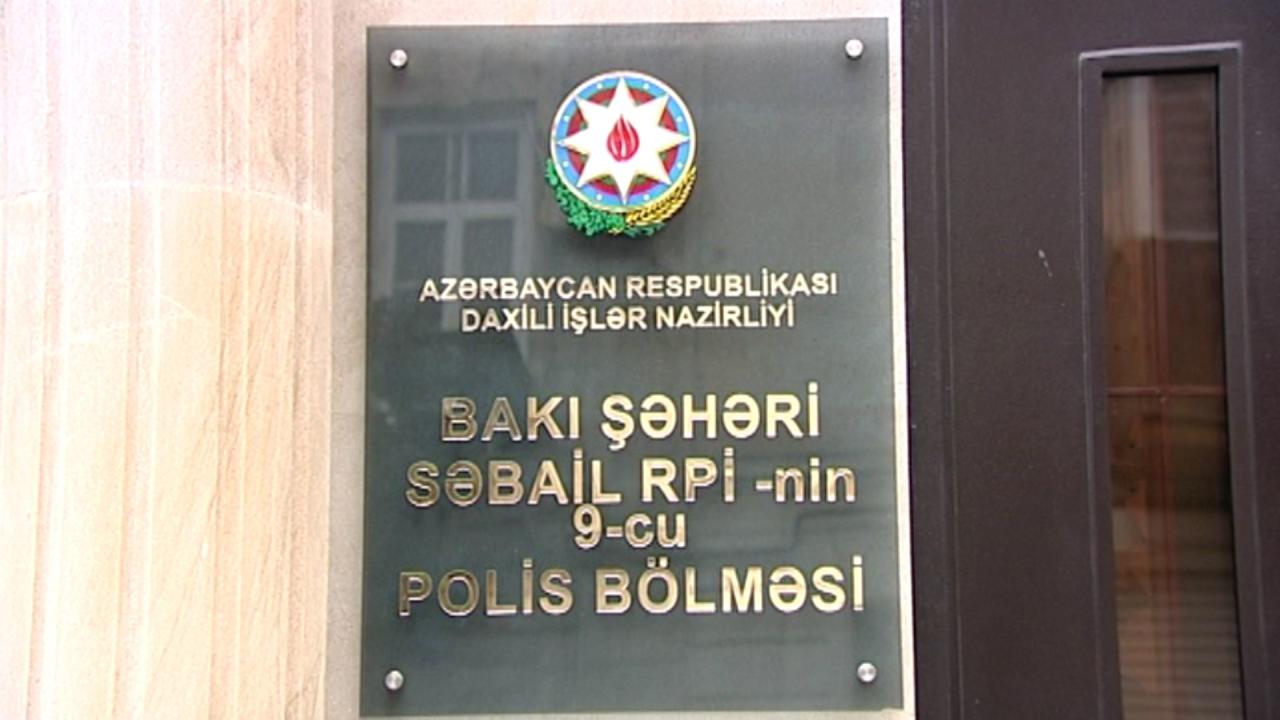 AZƏRBAYCAN RESPUBLİKASI
DAXİLİ İŞLƏR NAZİRLİYİ
BAKI ŞƏHƏRİ
SƏBAİL RPİ -nin
9-cu
POLİS BÖLMƏSİ